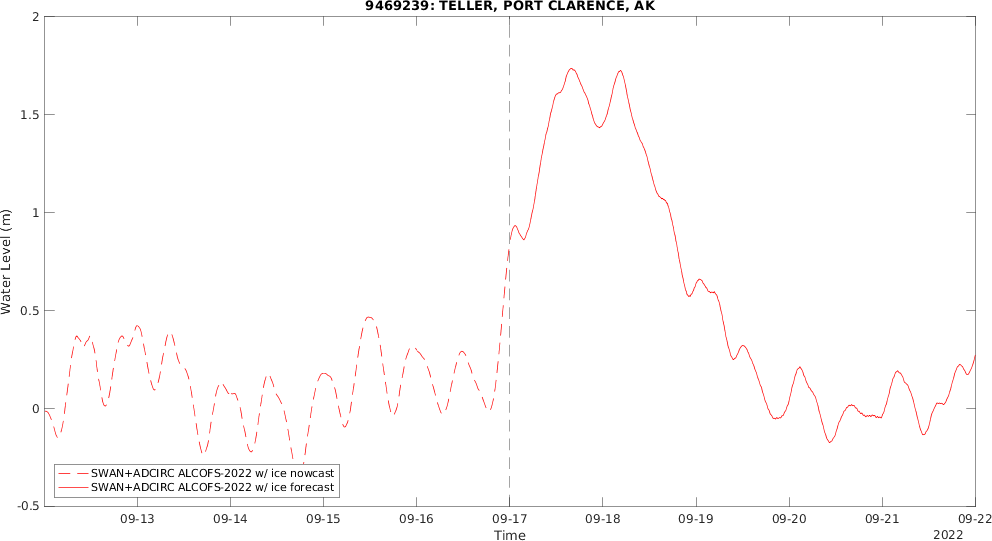 9469239: TELLER, PORT CLARENCE, AK
2
1.5
1
0.5
0
-0.5
Water Level (m)
SWAN+ADCIRC ALCOFS-2022 w/ ice nowcast
SWAN+ADCIRC ALCOFS-2022 w/ ice forecast
09-13 09-14 09-15 09-16 09-17 09-18 09-19 09-20 09-21 09-22
Time
2022